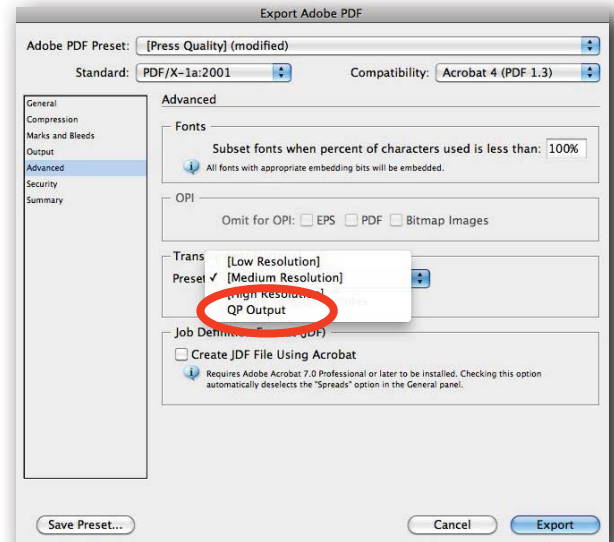 Export Adobe PDF
Adobe PDF Preset: [Press Quality] (modified)
Standard: PDF/X-1a:2001 Compatibility: Acrobat 4 (PDF 1.3)
General
Compression
Marks and Bleeds
Output
Advanced
Security
Summary
Advanced
Fonts
Subset fonts when percent of characters used is less than: 100%
All fonts with appropriate embedding bits will be embedded.
OPI
Omit for OPI: EPS PDF Bitmap Images
Trans
[Low Resolution]
Preset ✓ [Medium Resolution]
[High Resolution]
QP Output
Job Definition Format (JDF)
Create JDF File Using Acrobat
Requires Adobe Acrobat 7.0 Professional or later to be installed. Checking this option
automatically deselects the "Spreads" option in the General panel.
Save Preset... Cancel Export